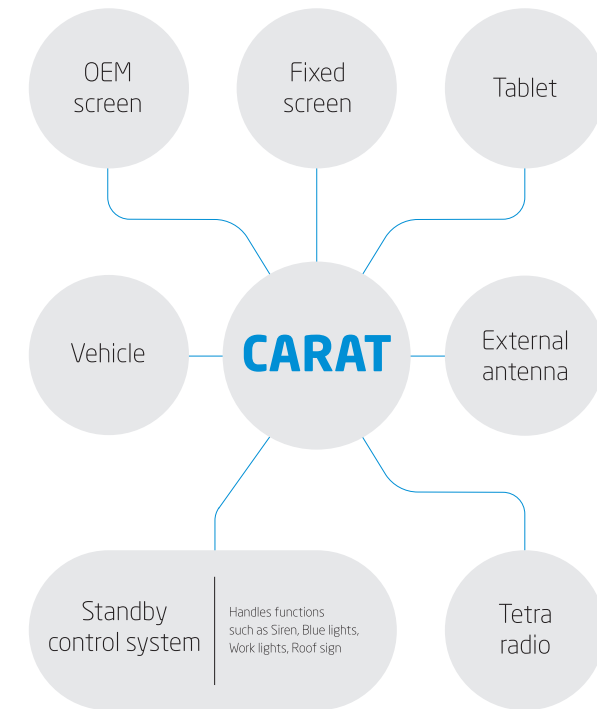 OEM
screen
Fixed
screen
Tablet
Vehicle
CARAT
External
antenna
Standby
control system
Handles functions
such as Siren, Blue lights,
Work lights, Roof sign
Tetra
radio